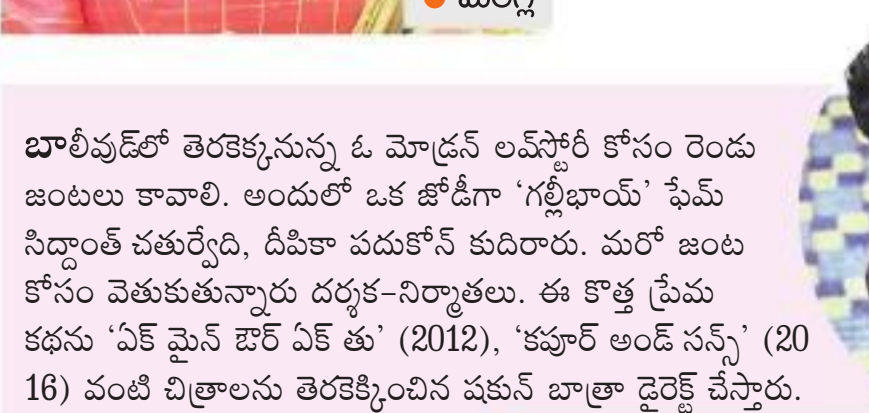 బాలీవుడ్‌లో తెరకెక్కనున్న ఓ మోడ్రన్ లవ్‌స్టోరీ కోసం రెండు
జంటలు కావాలి. అందులో ఒక జోడీగా ‘గల్లీభాయ్’ ఫేమ్
సిద్దాంత్ చతుర్వేది, దీపికా పదుకోన్ కుదిరారు. మరో జంట
కోసం వెతుకుతున్నారు దర్శక-నిర్మాతలు. ఈ కొత్త ప్రేమ
కథను ‘ఏక్ మైన్ ఔర్ ఏక్ తు’ (2012), ‘కపూర్ అండ్ సన్స్’ (20
16) వంటి చిత్రాలను తెరకెక్కించిన షకున్ బాత్రా డైరెక్ట్ చేస్తారు.